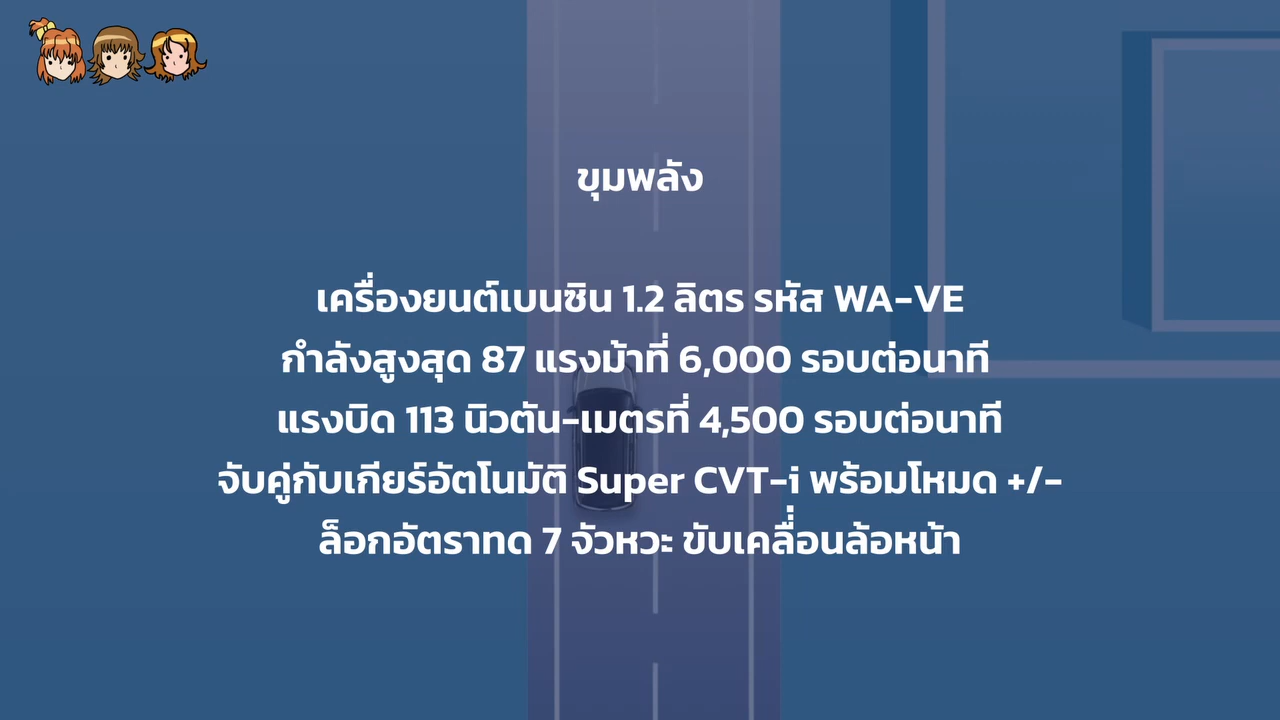 ขุมพลัง
เครื่องยนต์เบนซิน 1.2 ลิตร รหัส WA-VE
กำลังสูงสุด 87 แรงม้าที่ 6,000 รอบต่อนาที
แรงบิด 113 นิวตัน-เมตรที่ 4,500 รอบต่อนาที
จับคู่กับเกียร์อัตโนมัติ Super CVT-i พร้อมโหมด +/-
ล็อกอัตราทด 7 จัวหวะ ขับเคลื่อนล้อหน้า